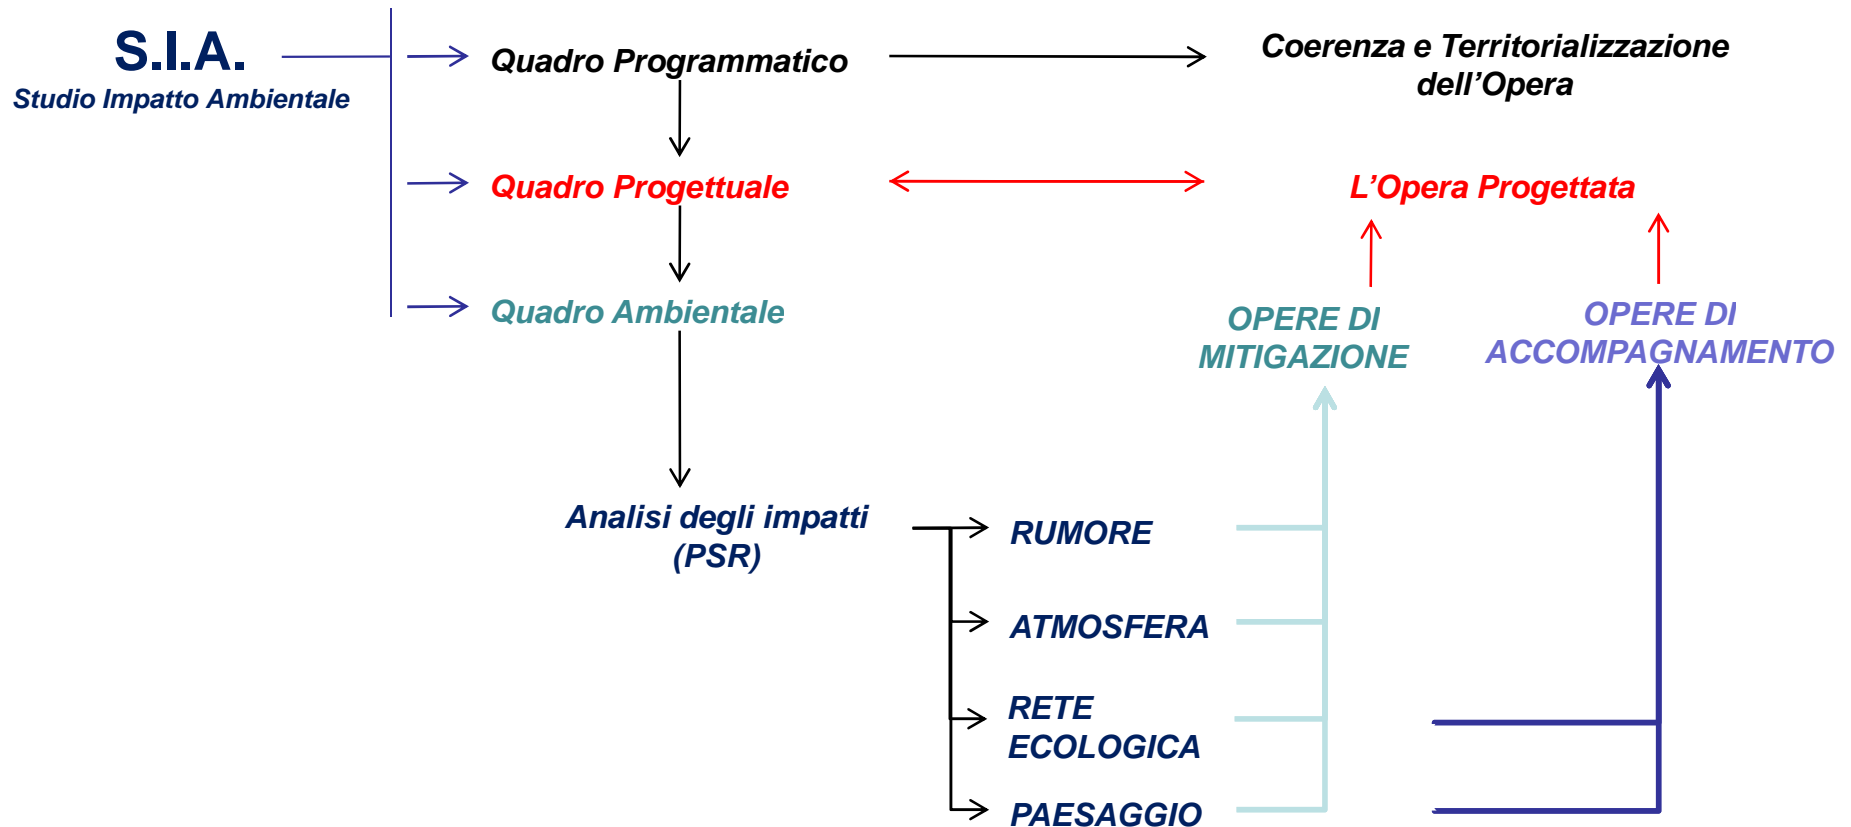 S.I.A.
Studio Impatto Ambientale
Quadro Programmatico
Coerenza e Territorializzazione
dell’Opera
Quadro Progettuale
L’Opera Progettata
Quadro Ambientale
OPERE DI
MITIGAZIONE
OPERE DI
ACCOMPAGNAMENTO
Analisi degli impatti
(PSR)
RUMORE
ATMOSFERA
RETE
ECOLOGICA
PAESAGGIO